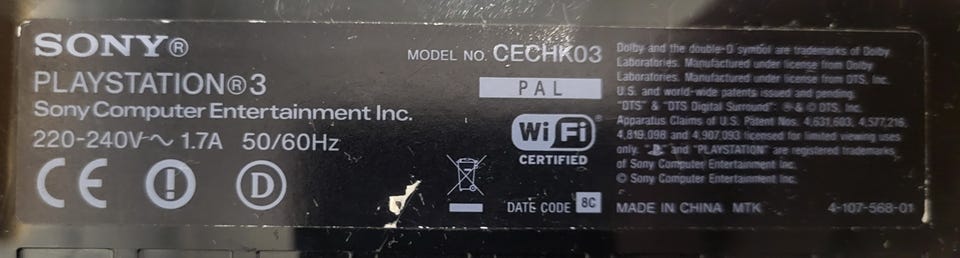 SONY®
PLAYSTATION®3
Sony Computer Entertainment Inc.
220-240V~ 1.7A 50/60Hz
CE
D
MODEL NO. CECHK03
PAL
Wi Fi®
CERTIFIED
DATE CODE 8C
Dolby and the double-D symbol are trademarks of Dolby
Laboratories. Manufactured under license from Dolby
Laboratories. Manufactured under license from DTS, Inc.
U.S. and world-wide patents issued and pending.
"DTS" & "DTS Digital Surround" ® & © DTS, Inc.
Apparatus Claims of U.S. Patent Nos. 4,631,603, 4,577,216,
4,819,098 and 4,907,093 licensed for limited viewing uses
only. " " and "PLAYSTATION" are registered trademarks
of Sony Computer Entertainment Inc.
© Sony Computer Entertainment Inc.
MADE IN CHINA MTK 4-107-568-01